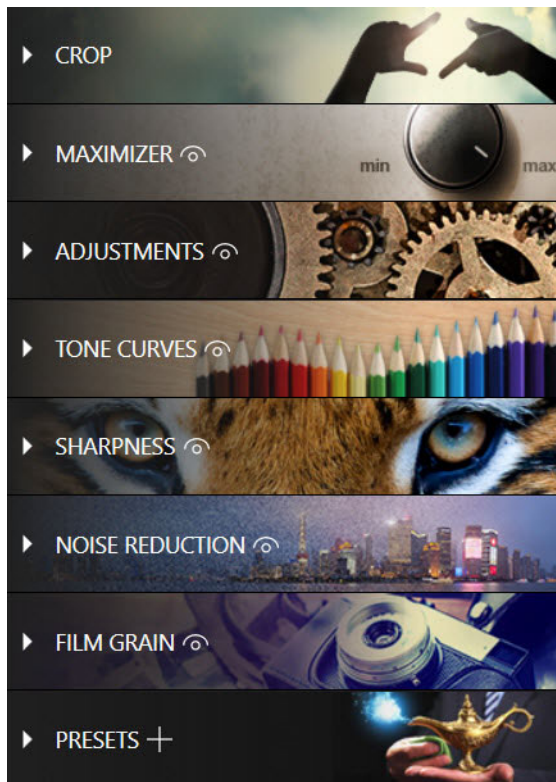 CROP
MAXIMIZER
min max
ADJUSTMENTS
TONE CURVES
SHARPNESS
NOISE REDUCTION
FILM GRAIN
PRESETS